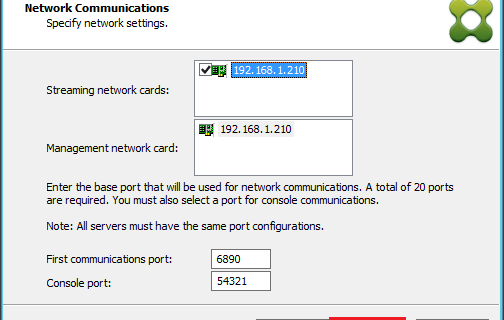 Network Communications
Specify network settings.
Streaming network cards:
192.168.1.210
Management network card:
192.168.1.210
Enter the base port that will be used for network communications. A total of 20 ports
are required. You must also select a port for console communications.
Note: All servers must have the same port configurations.
First communications port: 6890
Console port: 54321